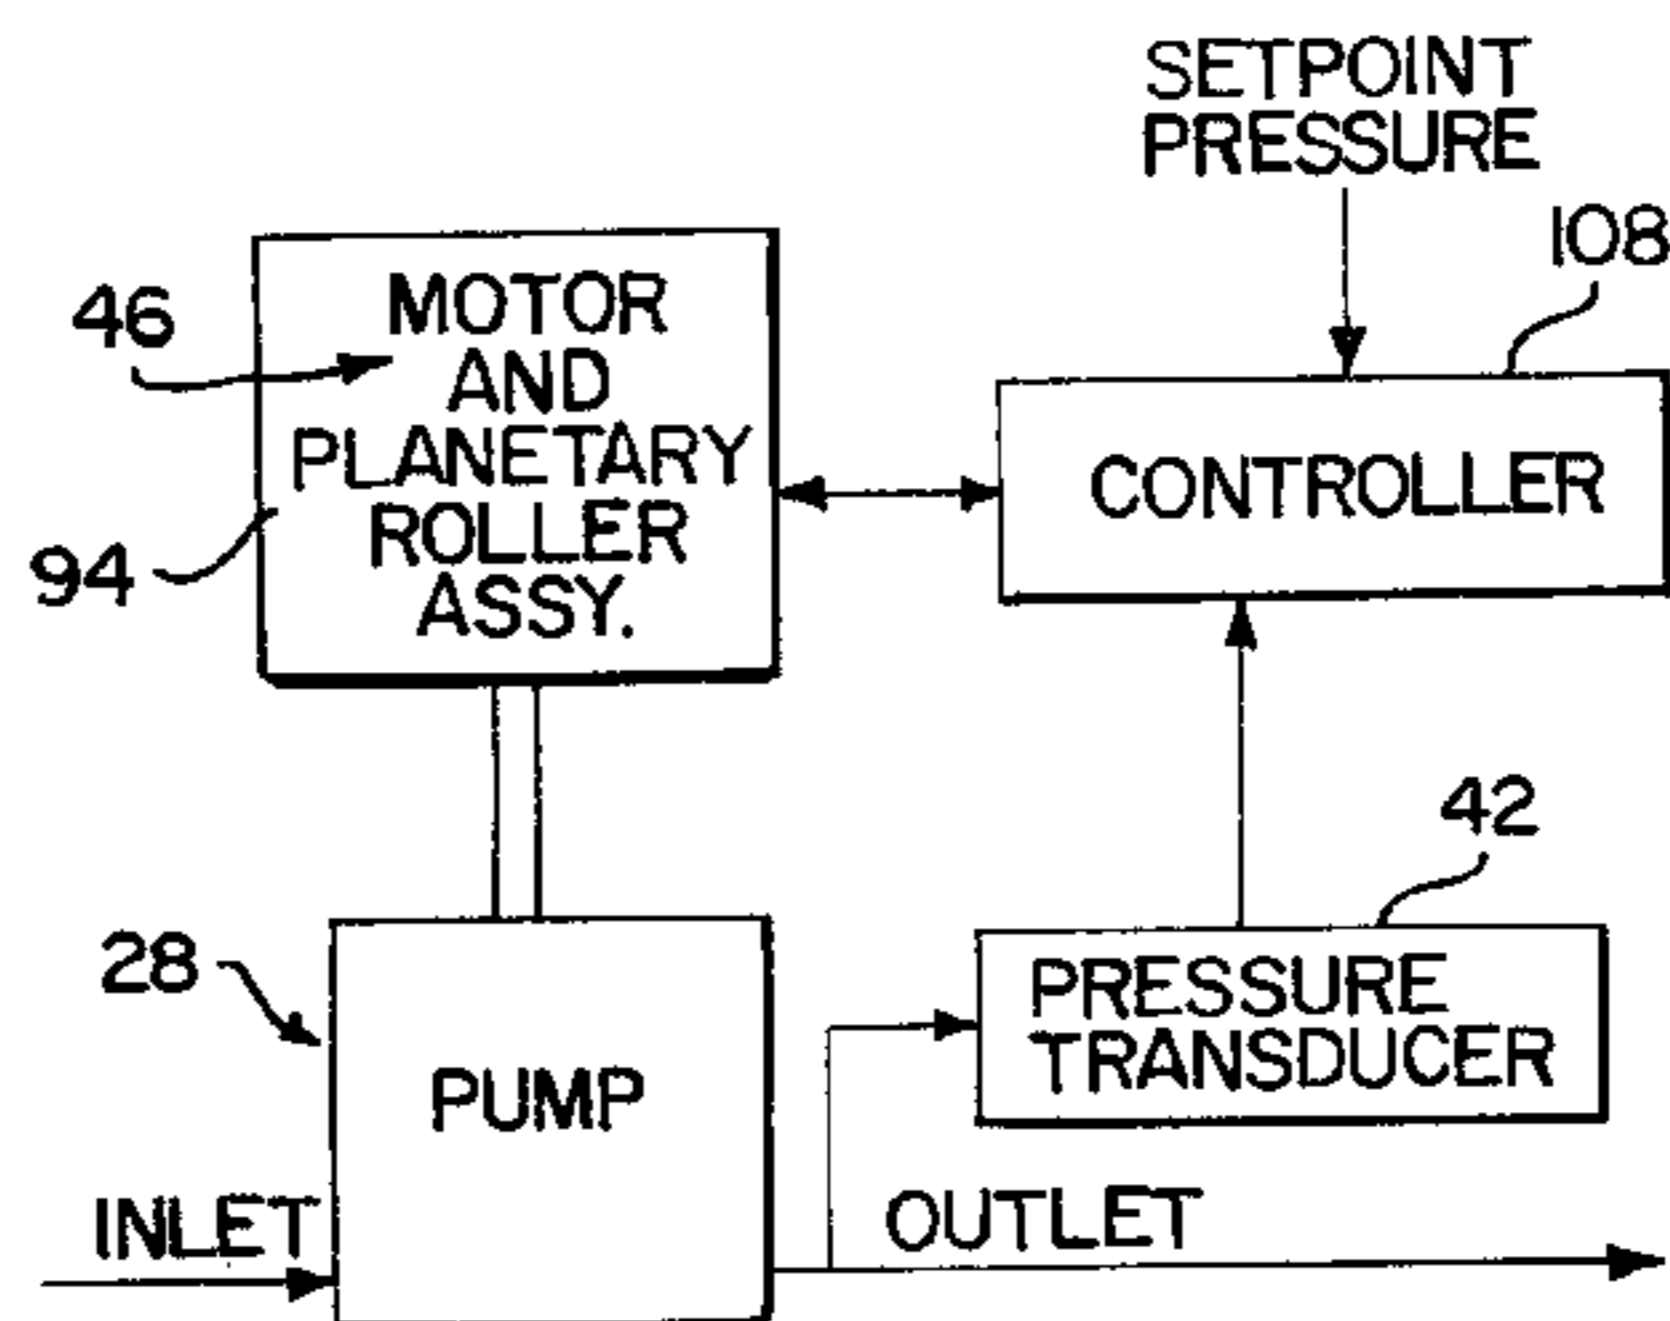 SETPOINT
PRESSURE
108
46
MOTOR
AND
PLANETARY
ROLLER
ASSY.
94
CONTROLLER
42
28
PUMP
PRESSURE
TRANSDUCER
INLET
OUTLET